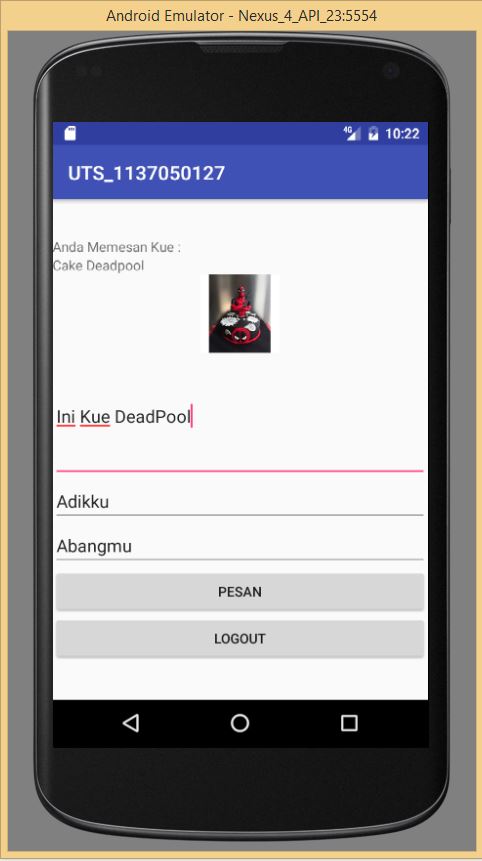 Android Emulator - Nexus_4_API_23:5554
4G 10:22
UTS_1137050127
Anda Memesan Kue :
Cake Deadpool
Ini Kue DeadPool
Adikku
Abangmu
PESAN
LOGOUT